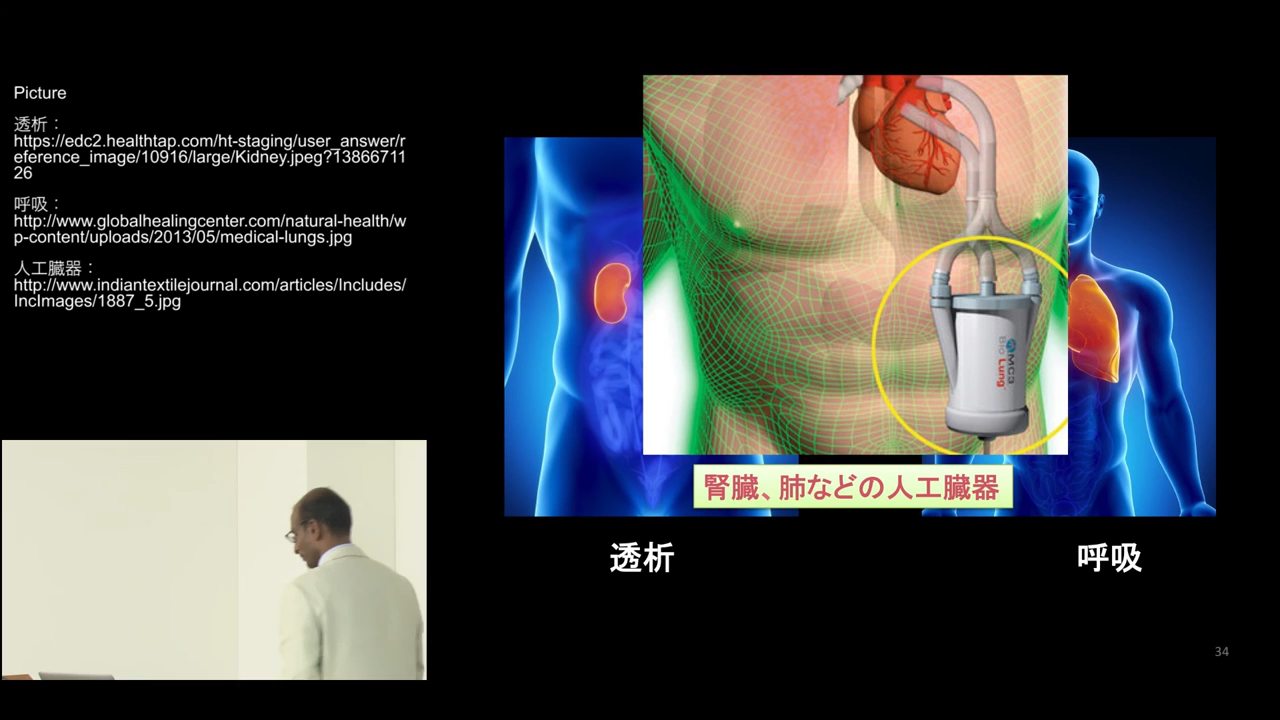 Picture
透析：
https://edc2.healthtap.com/ht-staging/user_answer/r
eference_image/10916/large/Kidney.jpeg?13866711
26
呼吸：
http://www.globalhealingcenter.com/natural-health/w
p-content/uploads/2013/05/medical-lungs.jpg
人工臓器：
http://www.indiantextilejournal.com/articles/Includes/
IncImages/1887_5.jpg
MC3
Bio Lung
腎臓、肺などの人工臓器
透析
呼吸
34